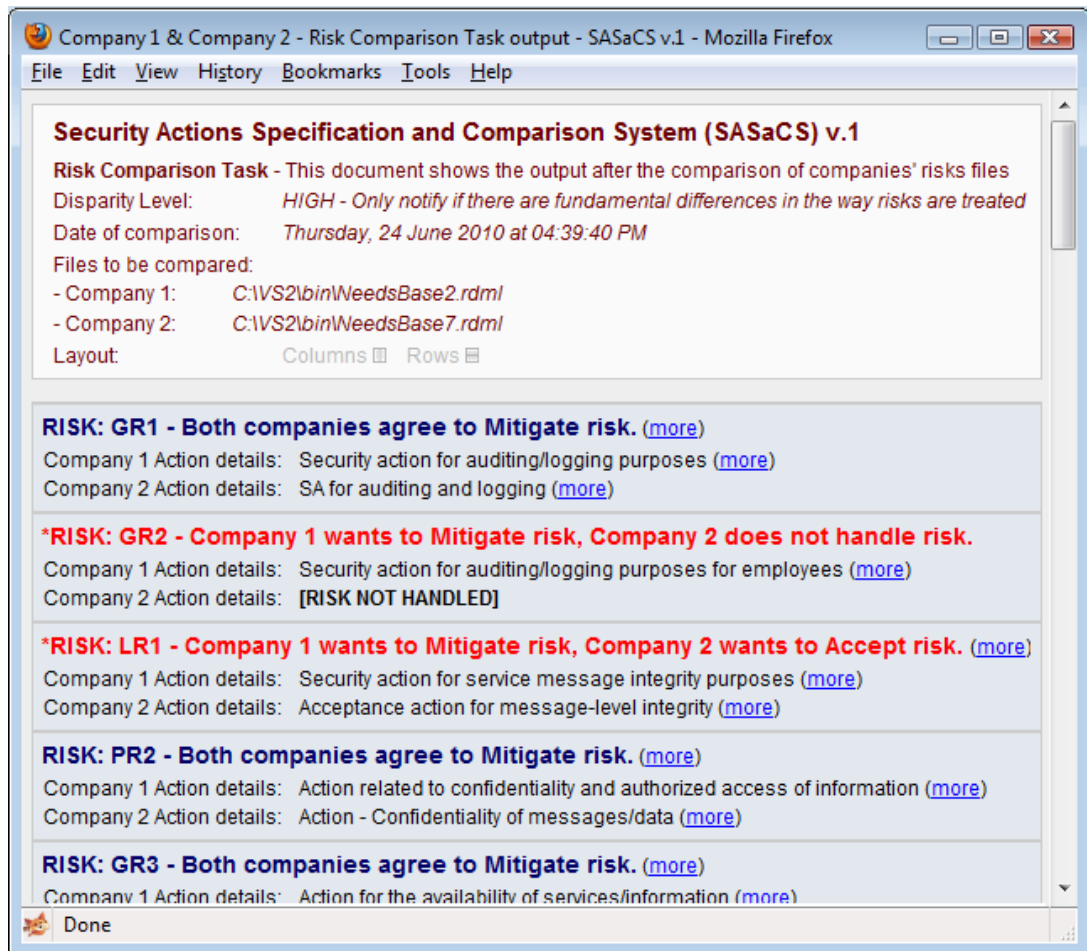 Company 1 & Company 2 - Risk Comparison Task output - SASaCS v.1 - Mozilla Firefox
File Edit View History Bookmarks Tools Help
Security Actions Specification and Comparison System (SASaCS) v.1
Risk Comparison Task - This document shows the output after the comparison of companies' risks files
Disparity Level: HIGH - Only notify if there are fundamental differences in the way risks are treated
Date of comparison: Thursday, 24 June 2010 at 04:39:40 PM
Files to be compared:
- Company 1: C:\VS2\bin\NeedsBase2.rdml
- Company 2: C:\VS2\bin\NeedsBase7.rdml
Layout: Columns Rows
RISK: GR1 - Both companies agree to Mitigate risk. (more)
Company 1 Action details: Security action for auditing/logging purposes (more)
Company 2 Action details: SA for auditing and logging (more)
*RISK: GR2 - Company 1 wants to Mitigate risk, Company 2 does not handle risk.
Company 1 Action details: Security action for auditing/logging purposes for employees (more)
Company 2 Action details: [RISK NOT HANDLED]
*RISK: LR1 - Company 1 wants to Mitigate risk, Company 2 wants to Accept risk. (more)
Company 1 Action details: Security action for service message integrity purposes (more)
Company 2 Action details: Acceptance action for message-level integrity (more)
RISK: PR2 - Both companies agree to Mitigate risk. (more)
Company 1 Action details: Action related to confidentiality and authorized access of information (more)
Company 2 Action details: Action - Confidentiality of messages/data (more)
RISK: GR3 - Both companies agree to Mitigate risk. (more)
Company 1 Action details: Action for the availability of services/information (more)
Done